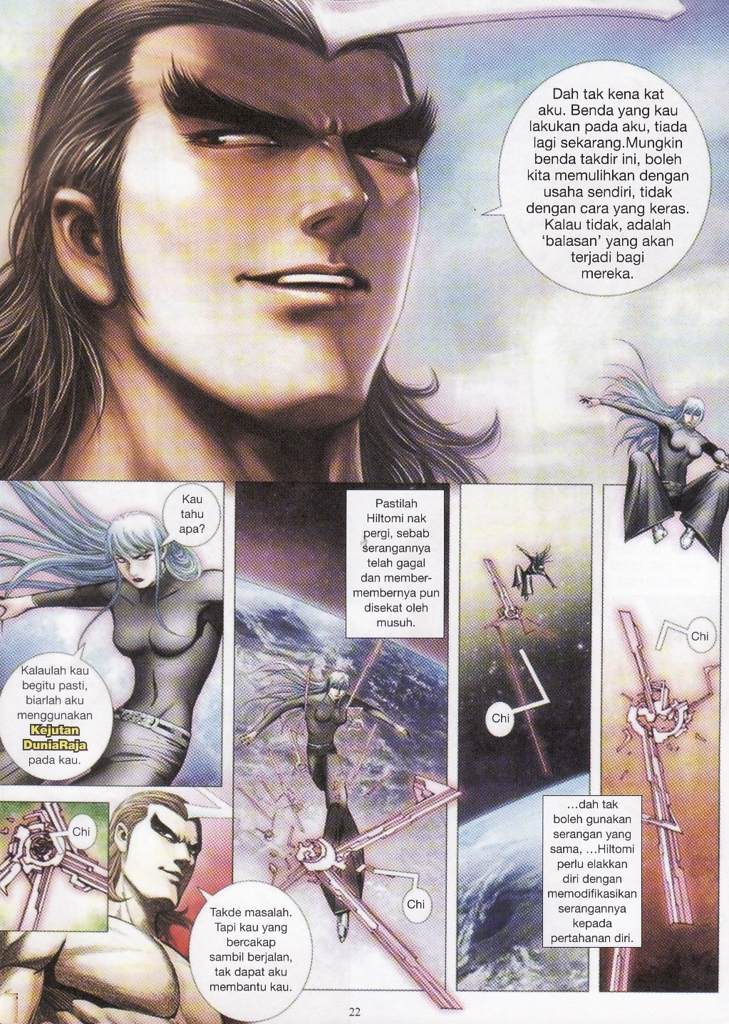 Dah tak kena kat
aku. Benda yang kau
lakukan pada aku, tiada
lagi sekarang.Mungkin
benda takdir ini, boleh
kita memulihkan dengan
usaha sendiri, tidak
dengan cara yang keras.
Kalau tidak, adalah
'balasan' yang akan
terjadi bagi
mereka.
Kau
tahu
apa?
Kalaulah kau
begitu pasti,
biarlah aku
menggunakan
Kejutan
DuniaRaja
pada kau.
Pastilah
Hiltomi nak
pergi, sebab
serangannya
telah gagal
dan member-
membernya pun
disekat oleh
musuh.
Chi
Chi
Chi
...dah tak
boleh gunakan
serangan yang
sama, ...Hiltomi
perlu elakkan
diri dengan
memodifikasikan
serangannya
kepada
pertahanan diri.
Chi
Takde masalah.
Tapi kau yang
bercakap
sambil berjalan,
tak dapat aku
membantu kau.
22